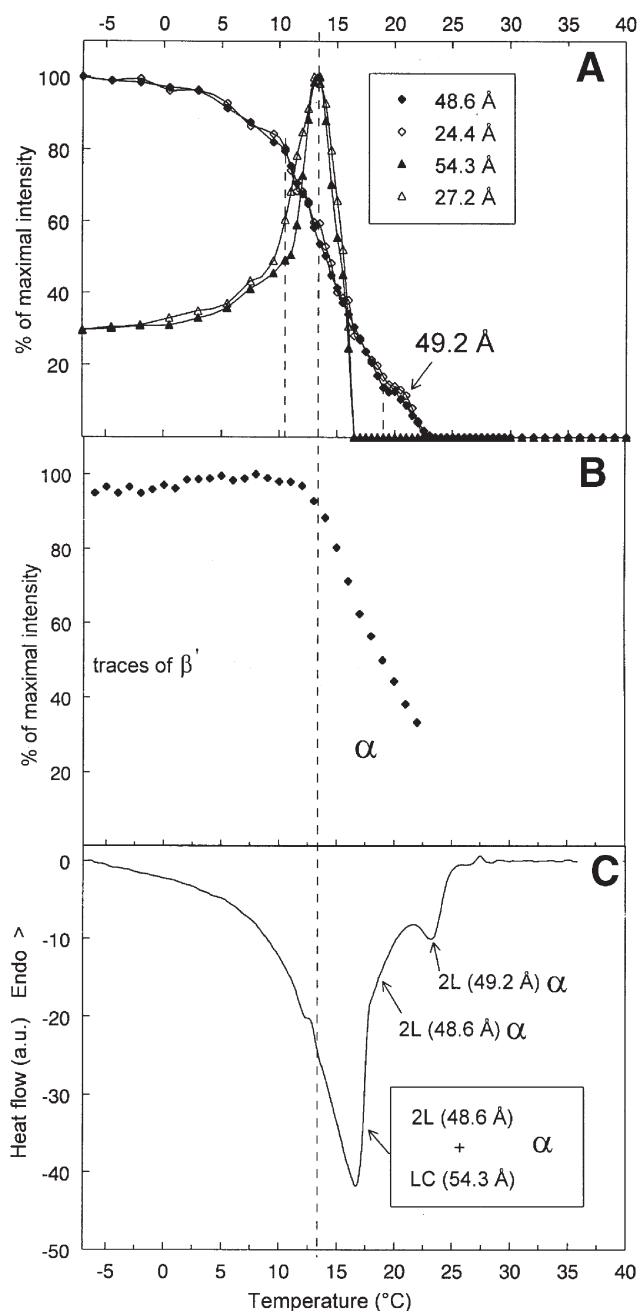 -5 0 5 10 15 20 25 30 35 40
A
100
80
60
40
20
% of maximal intensity
48.6 Å
24.4 Å
54.3 Å
27.2 Å
49.2 Å
B
100
80
60
40
20
% of maximal intensity
traces of β'
α
C
0
-10
-20
-30
-40
-50
Heat flow (a.u.) Endo >
2L (49.2 Å) α
2L (48.6 Å) α
2L (48.6 Å)
+ α
LC (54.3 Å)
-5 0 5 10 15 20 25 30 35 40
Temperature (°C)